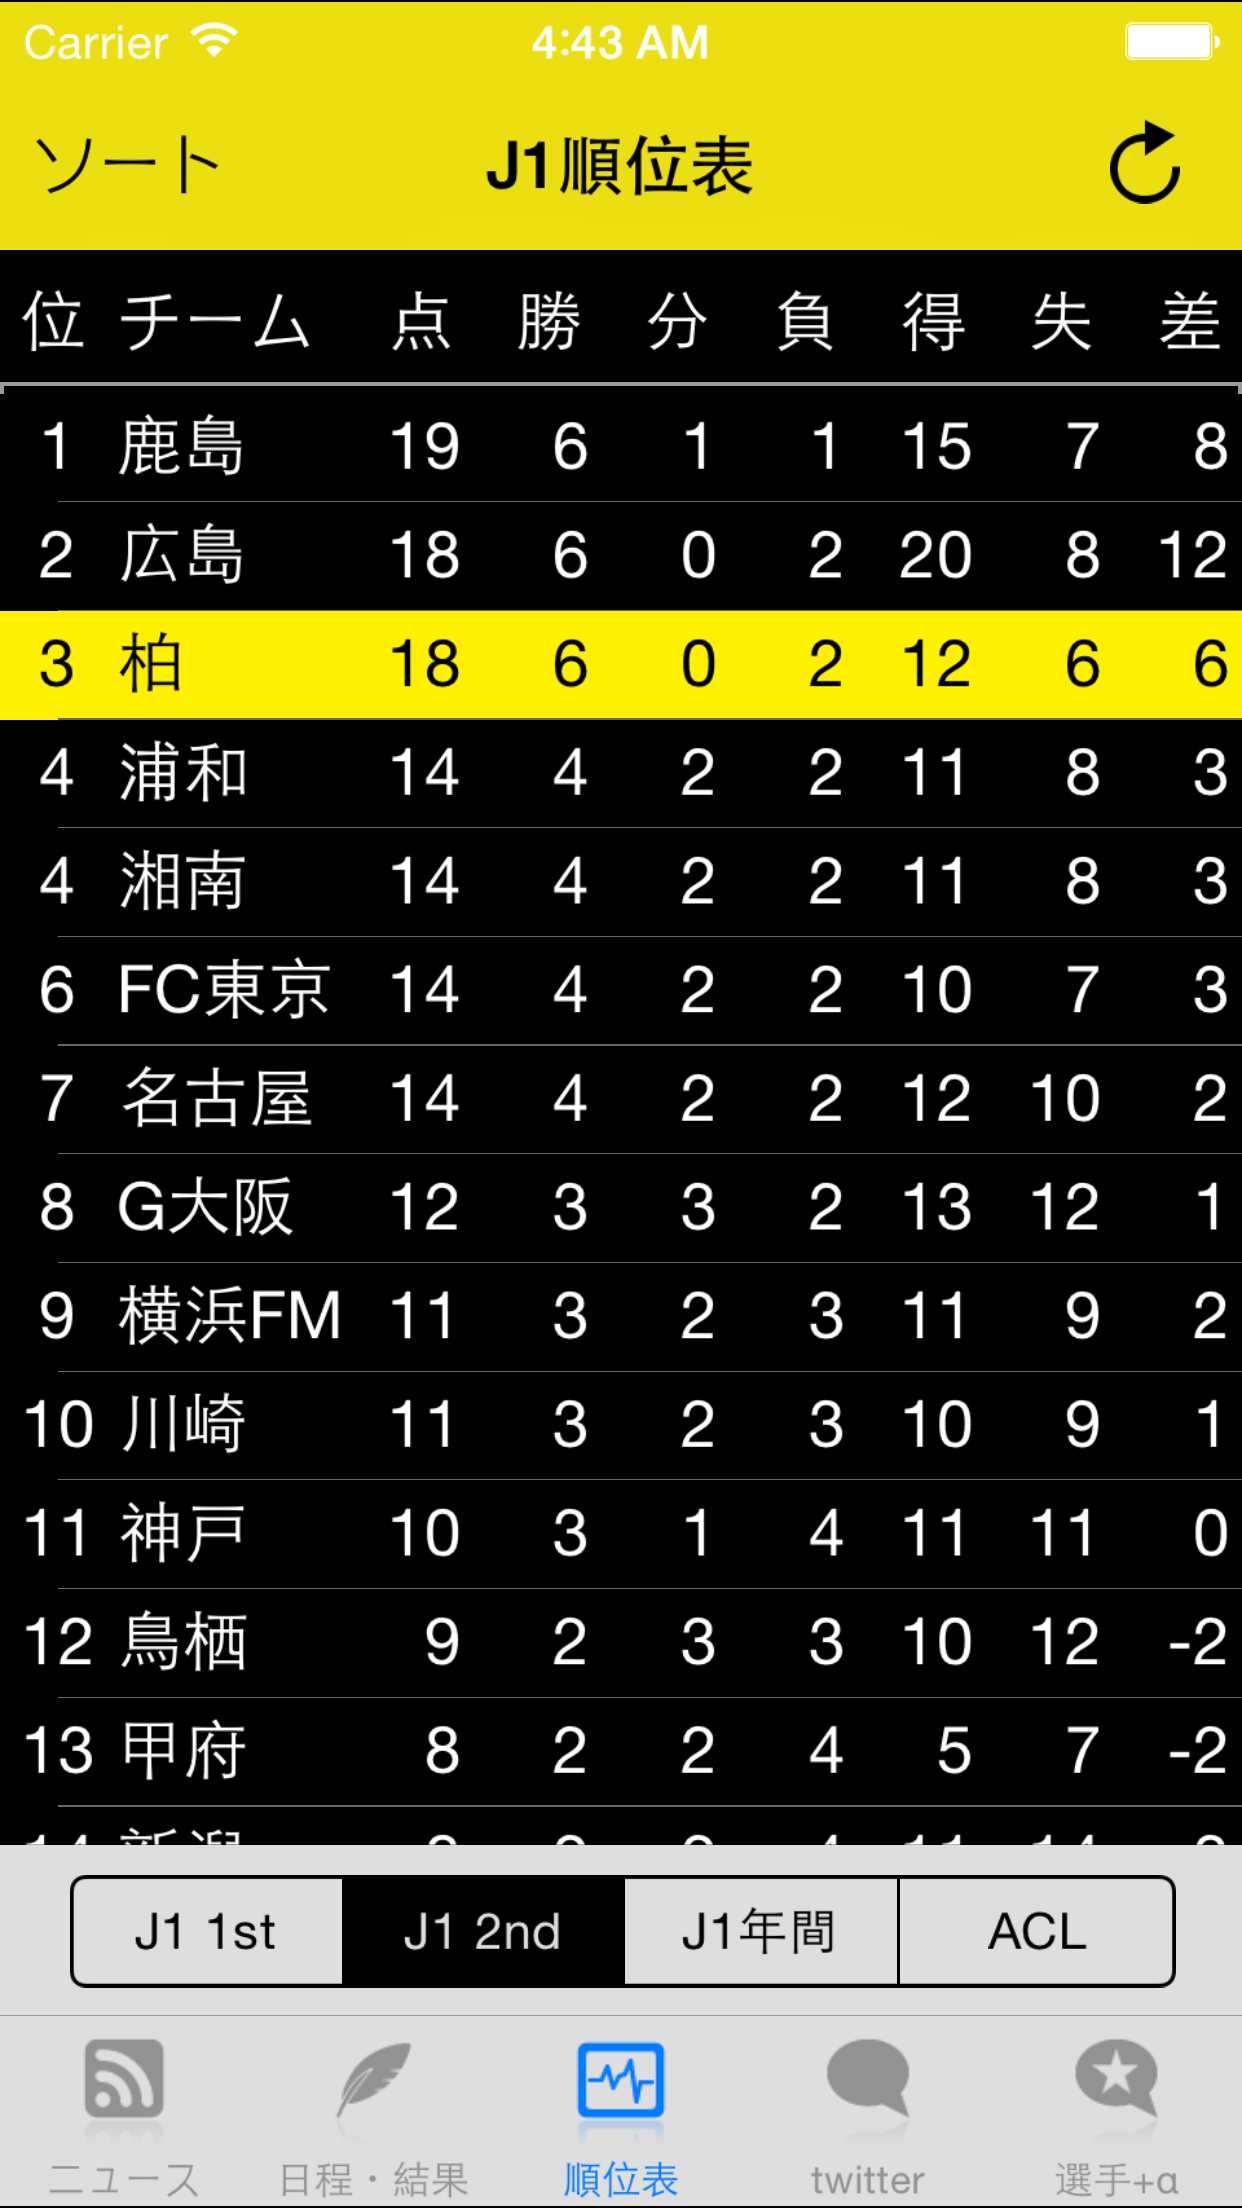 Carrier 4:43 AM
ソート J1順位表
位 チーム 点 勝 分 負 得 失 差
1 鹿島 19 6 1 1 15 7 8
2 広島 18 6 0 2 20 8 12
3 柏 18 6 0 2 12 6 6
4 浦和 14 4 2 2 11 8 3
4 湘南 14 4 2 2 11 8 3
6 FC東京 14 4 2 2 10 7 3
7 名古屋 14 4 2 2 12 10 2
8 G大阪 12 3 3 2 13 12 1
9 横浜FM 11 3 2 3 11 9 2
10 川崎 11 3 2 3 10 9 1
11 神戸 10 3 1 4 11 11 0
12 鳥栖 9 2 3 3 10 12 -2
13 甲府 8 2 2 4 5 7 -2
J1 1st J1 2nd J1年間 ACL
ニュース 日程・結果 順位表 twitter 選手+α